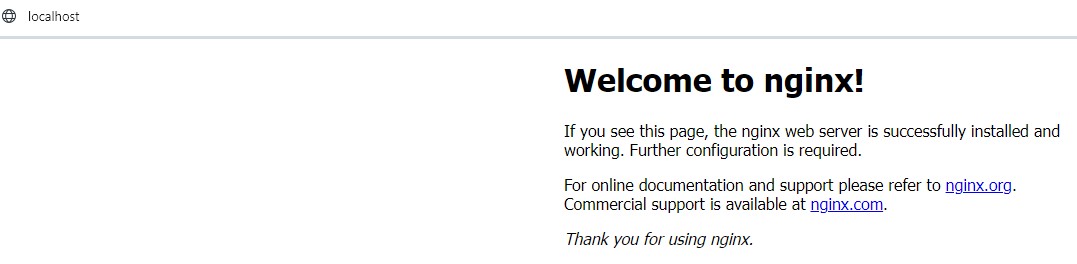 localhost
Welcome to nginx!
If you see this page, the nginx web server is successfully installed and
working. Further configuration is required.
For online documentation and support please refer to nginx.org.
Commercial support is available at nginx.com.
Thank you for using nginx.